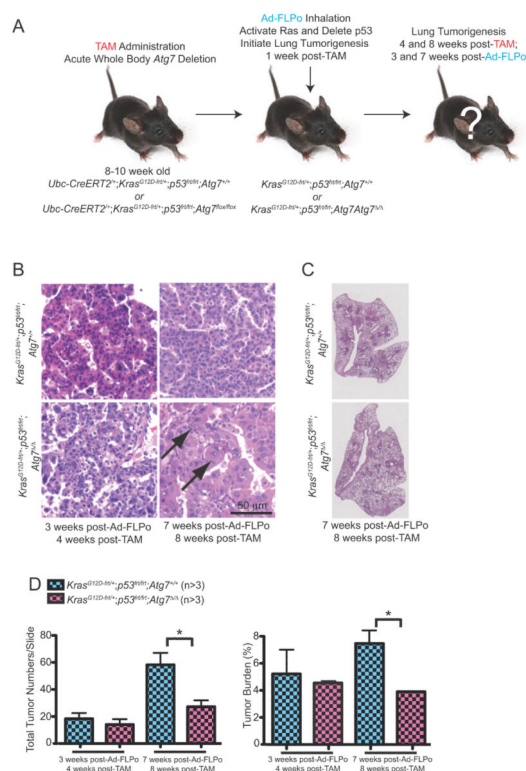 A
TAM Administration
Acute Whole Body Atg7 Deletion
Ad-FLPo Inhalation
Activate Ras and Delete p53
Initiate Lung Tumorigenesis
1 week post-TAM
Lung Tumorigenesis
4 and 8 weeks post-TAM;
3 and 7 weeks post-Ad-FLPo
?
8-10 week old
Ubc-CreERT2/+;KrasG12D-frt/+;p53frt/frt;Atg7+/+
or
Ubc-CreERT2/+;KrasG12D-frt/+;p53frt/frt;Atg7flox/flox
KrasG12D-frt/+;p53frt/frt;Atg7+/+
or
KrasG12D-frt/+;p53frt/frt;Atg7Atg7Δ/Δ
B
C
KrasG12D-frt/+;p53frt/frt;
Atg7+/+
KrasG12D-frt/+;p53frt/frt;
Atg7Δ/Δ
50 µm
3 weeks post-Ad-FLPo
4 weeks post-TAM
7 weeks post-Ad-FLPo
8 weeks post-TAM
KrasG12D-frt/+;p53frt/frt;
Atg7+/+
KrasG12D-frt/+;p53frt/frt;
Atg7Δ/Δ
7 weeks post-Ad-FLPo
8 weeks post-TAM
D
KrasG12D-frt/+;p53frt/frt;Atg7+/+ (n>3)
KrasG12D-frt/+;p53frt/frt;Atg7Δ/Δ (n>3)
Total Tumor Numbers/Slide
80
60
40
20
0
*
3 weeks post-Ad-FLPo
4 weeks post-TAM
7 weeks post-Ad-FLPo
8 weeks post-TAM
Tumor Burden (%)
8
6
4
2
0
*
3 weeks post-Ad-FLPo
4 weeks post-TAM
7 weeks post-Ad-FLPo
8 weeks post-TAM